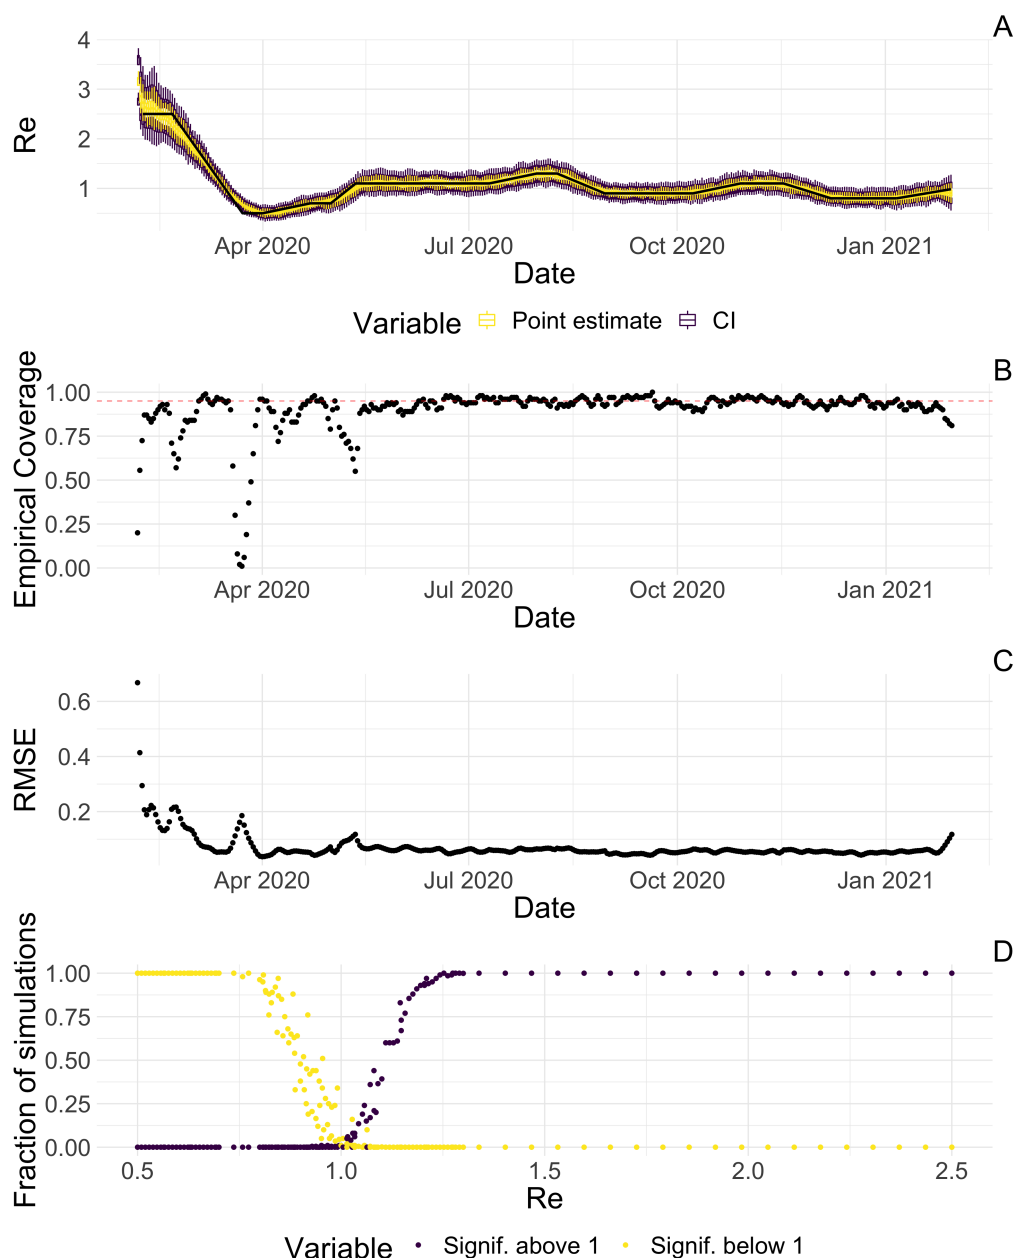 A
4
3
2
1
Re
Apr 2020 Jul 2020 Oct 2020 Jan 2021
Date
Variable Point estimate CI
B
1.00
0.75
0.50
0.25
0.00
Empirical Coverage
Apr 2020 Jul 2020 Oct 2020 Jan 2021
Date
C
0.6
0.4
0.2
RMSE
Apr 2020 Jul 2020 Oct 2020 Jan 2021
Date
D
1.00
0.75
0.50
0.25
0.00
Fraction of simulations
0.5 1.0 1.5 2.0 2.5
Re
Variable Signif. above 1 Signif. below 1